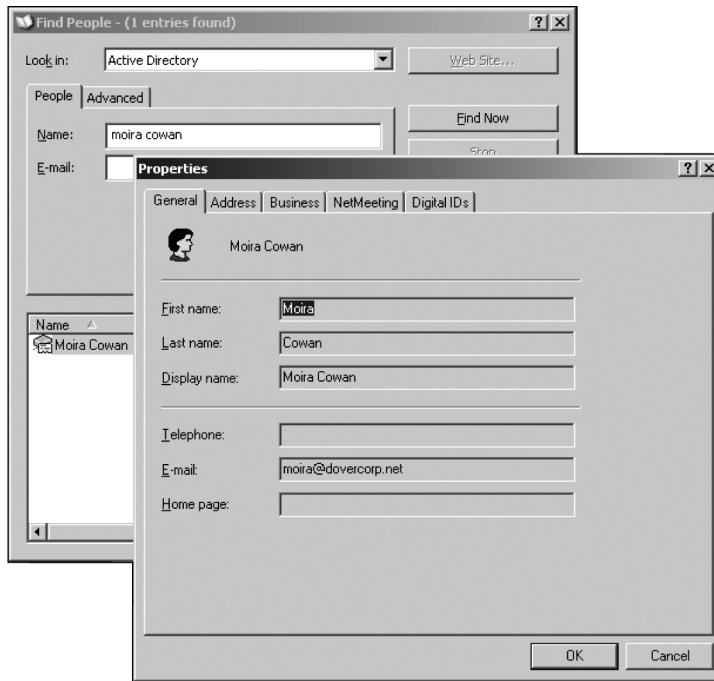 Find People - (1 entries found)
Look in: Active Directory
Web Site...
People Advanced
Find Now
Name: moira cowan
Stop
E-mail:
Name
Moira Cowan
Properties
General Address Business NetMeeting Digital IDs
Moira Cowan
First name: Moira
Last name: Cowan
Display name: Moira Cowan
Telephone:
E-mail: moira@dovercorp.net
Home page:
OK Cancel